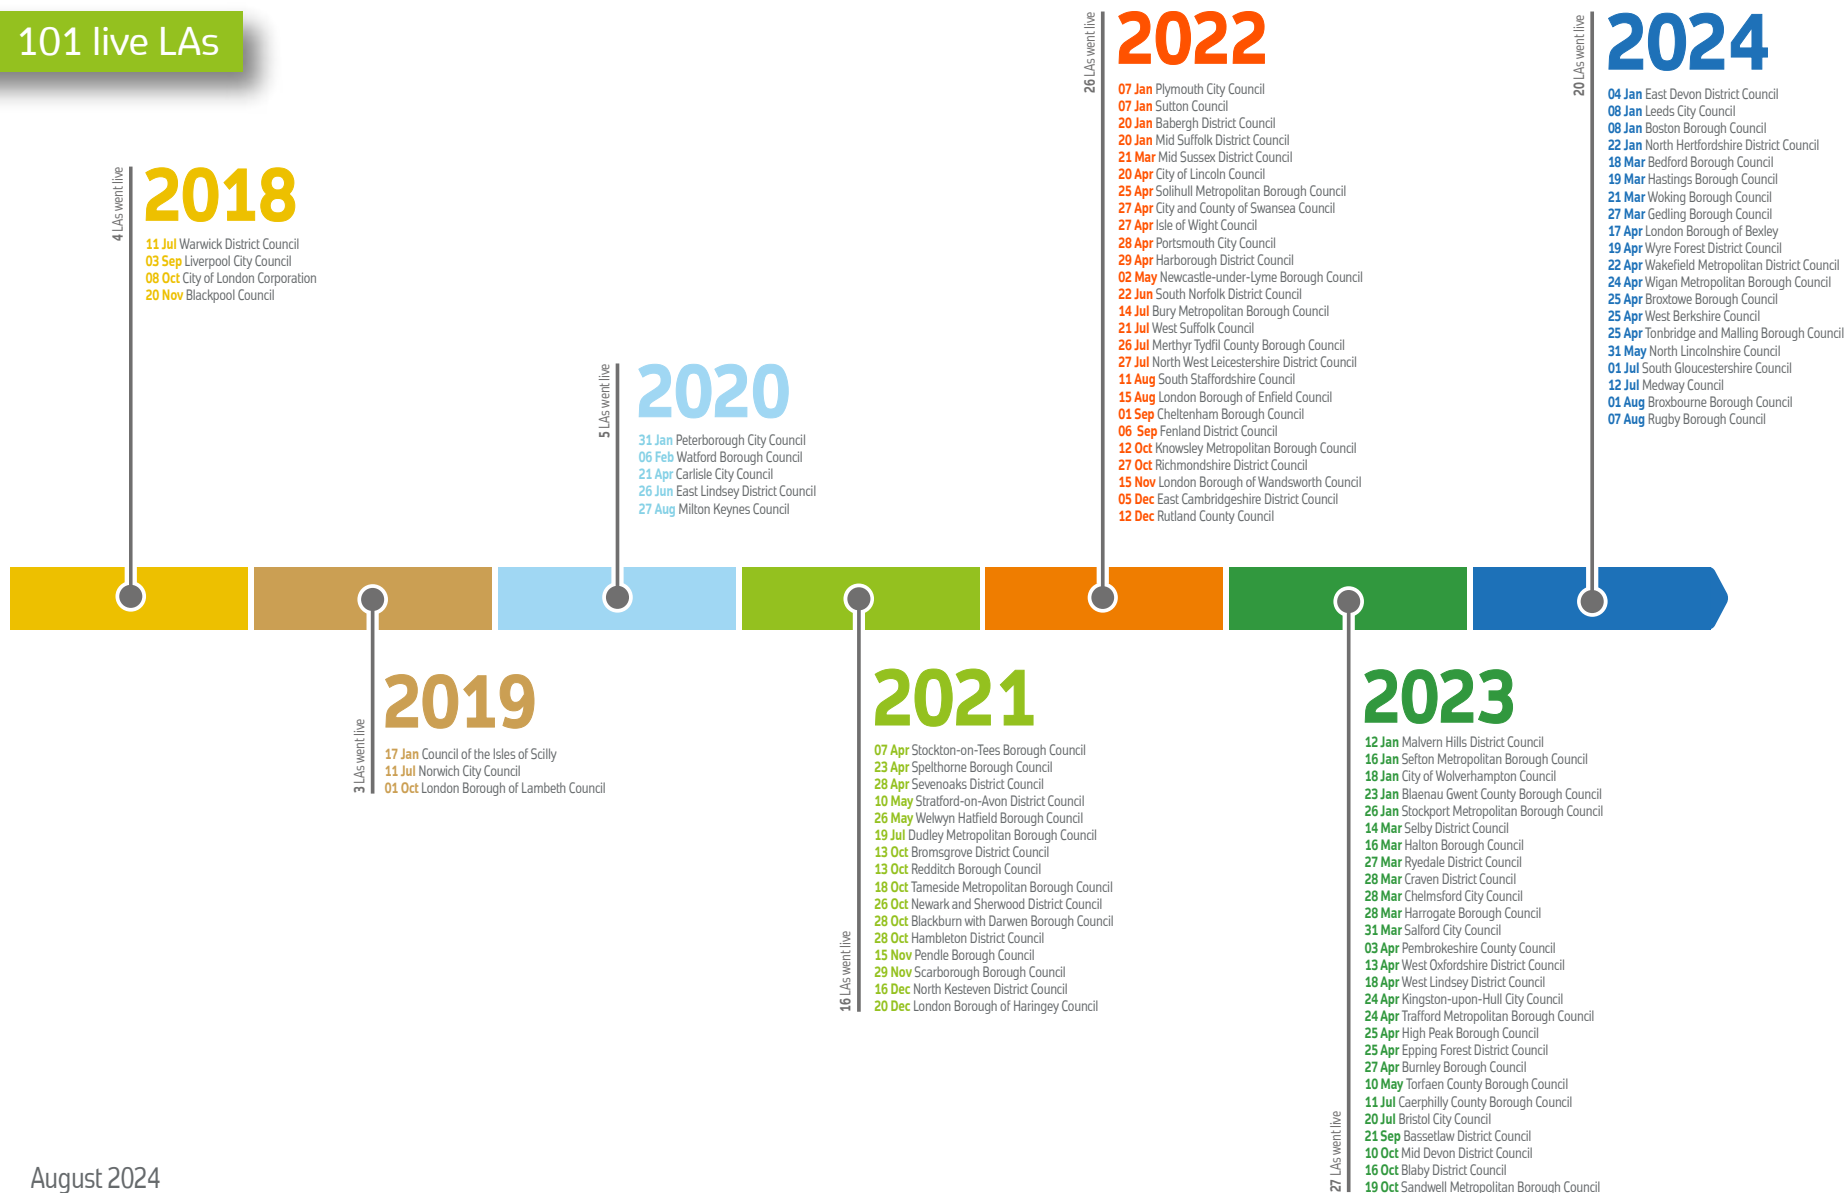 101 live LAs
4 LAs went live
2018
11 Jul Warwick District Council
03 Sep Liverpool City Council
08 Oct City of London Corporation
20 Nov Blackpool Council
3 LAs went live
2019
17 Jan Council of the Isles of Scilly
11 Jul Norwich City Council
01 Oct London Borough of Lambeth Council
5 LAs went live
2020
31 Jan Peterborough City Council
06 Feb Watford Borough Council
21 Apr Carlisle City Council
26 Jun East Lindsey District Council
27 Aug Milton Keynes Council
16 LAs went live
2021
07 Apr Stockton-on-Tees Borough Council
23 Apr Spelthorne Borough Council
28 Apr Sevenoaks District Council
10 May Stratford-on-Avon District Council
26 May Welwyn Hatfield Borough Council
19 Jul Dudley Metropolitan Borough Council
13 Oct Bromsgrove District Council
13 Oct Redditch Borough Council
18 Oct Tameside Metropolitan Borough Council
26 Oct Newark and Sherwood District Council
28 Oct Blackburn with Darwen Borough Council
28 Oct Hambleton District Council
15 Nov Pendle Borough Council
29 Nov Scarborough Borough Council
16 Dec North Kesteven District Council
20 Dec London Borough of Haringey Council
26 LAs went live
2022
07 Jan Plymouth City Council
07 Jan Sutton Council
20 Jan Babergh District Council
20 Jan Mid Suffolk District Council
21 Mar Mid Sussex District Council
20 Apr City of Lincoln Council
25 Apr Solihull Metropolitan Borough Council
27 Apr City and County of Swansea Council
27 Apr Isle of Wight Council
28 Apr Portsmouth City Council
29 Apr Harborough District Council
02 May Newcastle-under-Lyme Borough Council
22 Jun South Norfolk District Council
14 Jul Bury Metropolitan Borough Council
21 Jul West Suffolk Council
26 Jul Merthyr Tydfil County Borough Council
27 Jul North West Leicestershire District Council
11 Aug South Staffordshire Council
15 Aug London Borough of Enfield Council
01 Sep Cheltenham Borough Council
06 Sep Fenland District Council
12 Oct Knowsley Metropolitan Borough Council
27 Oct Richmondshire District Council
15 Nov London Borough of Wandsworth Council
05 Dec East Cambridgeshire District Council
12 Dec Rutland County Council
27 LAs went live
2023
12 Jan Malvern Hills District Council
16 Jan Sefton Metropolitan Borough Council
18 Jan City of Wolverhampton Council
23 Jan Blaenau Gwent County Borough Council
26 Jan Stockport Metropolitan Borough Council
14 Mar Selby District Council
16 Mar Halton Borough Council
27 Mar Ryedale District Council
28 Mar Craven District Council
28 Mar Chelmsford City Council
28 Mar Harrogate Borough Council
31 Mar Salford City Council
03 Apr Pembrokeshire County Council
13 Apr West Oxfordshire District Council
18 Apr West Lindsey District Council
24 Apr Kingston-upon-Hull City Council
24 Apr Trafford Metropolitan Borough Council
25 Apr High Peak Borough Council
25 Apr Epping Forest District Council
27 Apr Burnley Borough Council
10 May Torfaen County Borough Council
11 Jul Caerphilly County Borough Council
20 Jul Bristol City Council
21 Sep Bassetlaw District Council
10 Oct Mid Devon District Council
16 Oct Blaby District Council
19 Oct Sandwell Metropolitan Borough Council
20 LAs went live
2024
04 Jan East Devon District Council
08 Jan Leeds City Council
08 Jan Boston Borough Council
22 Jan North Hertfordshire District Council
18 Mar Bedford Borough Council
19 Mar Hastings Borough Council
21 Mar Woking Borough Council
27 Mar Gedling Borough Council
17 Apr London Borough of Bexley
19 Apr Wyre Forest District Council
22 Apr Wakefield Metropolitan District Council
24 Apr Wigan Metropolitan Borough Council
25 Apr Broxtowe Borough Council
25 Apr West Berkshire Council
25 Apr Tonbridge and Malling Borough Council
31 May North Lincolnshire Council
01 Jul South Gloucestershire Council
12 Jul Medway Council
01 Aug Broxbourne Borough Council
07 Aug Rugby Borough Council
August 2024